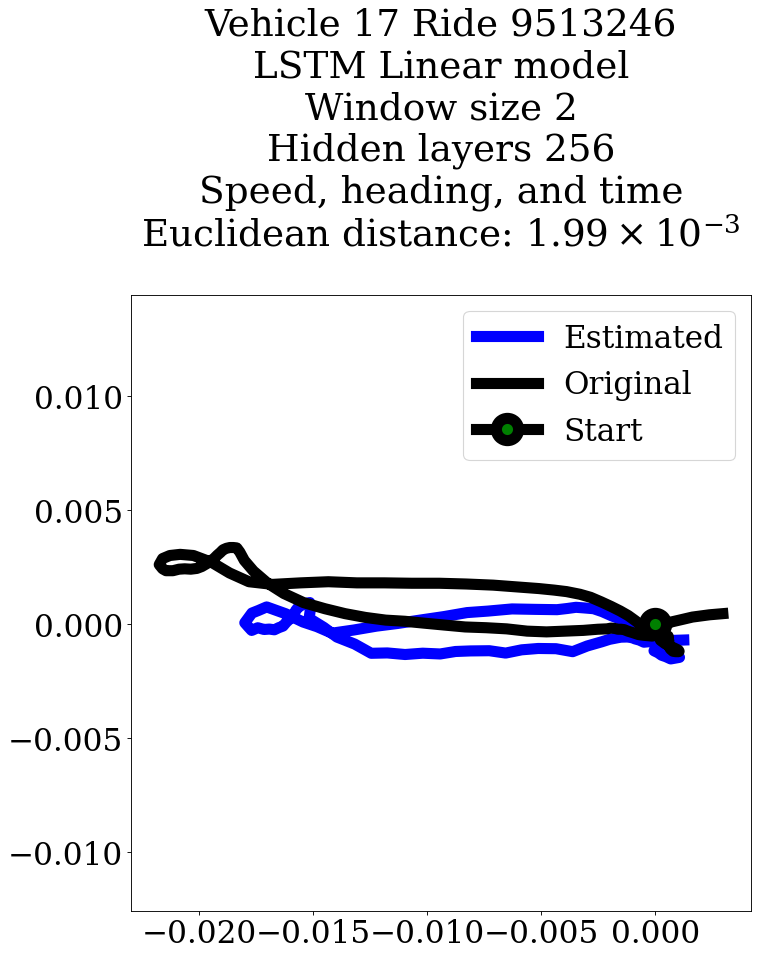 Vehicle 17 Ride 9513246
LSTM Linear model
Window size 2
Hidden layers 256
Speed, heading, and time
Euclidean distance: 1.99 × 10⁻³
Estimated
Original
Start
0.010
0.005
0.000
−0.005
−0.010
−0.020 −0.015 −0.010 −0.005 0.000